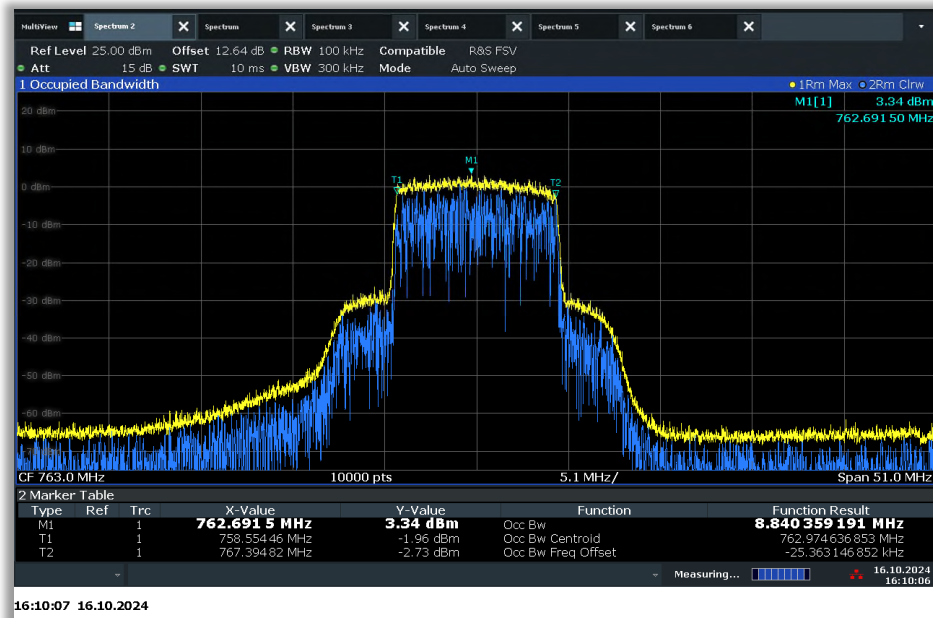 MultiView Spectrum 2 X Spectrum X Spectrum 3 X Spectrum 4 X Spectrum 5 X Spectrum 6 X
Ref Level 25.00 dBm Offset 12.64 dB RBW 100 kHz Compatible R&S FSV
Att 15 dB SWT 10 ms VBW 300 kHz Mode Auto Sweep
1 Occupied Bandwidth 1Rm Max 2Rm Clrw
M1[1] 3.34 dBm
762.69150 MHz
20 dBm
10 dBm
M1
T1 T2
0 dBm
-10 dBm
-20 dBm
-30 dBm
-40 dBm
-50 dBm
-60 dBm
CF 763.0 MHz 10000 pts 5.1 MHz/ Span 51.0 MHz
2 Marker Table
Type Ref Trc X-Value Y-Value Function Function Result
M1 1 762.691 5 MHz 3.34 dBm Occ Bw 8.840 359 191 MHz
T1 1 758.554 46 MHz -1.96 dBm Occ Bw Centroid 762.974 636 853 MHz
T2 1 767.394 82 MHz -2.73 dBm Occ Bw Freq Offset -25.363 146 852 kHz
Measuring... 16.10.2024
16:10:06
16:10:07 16.10.2024